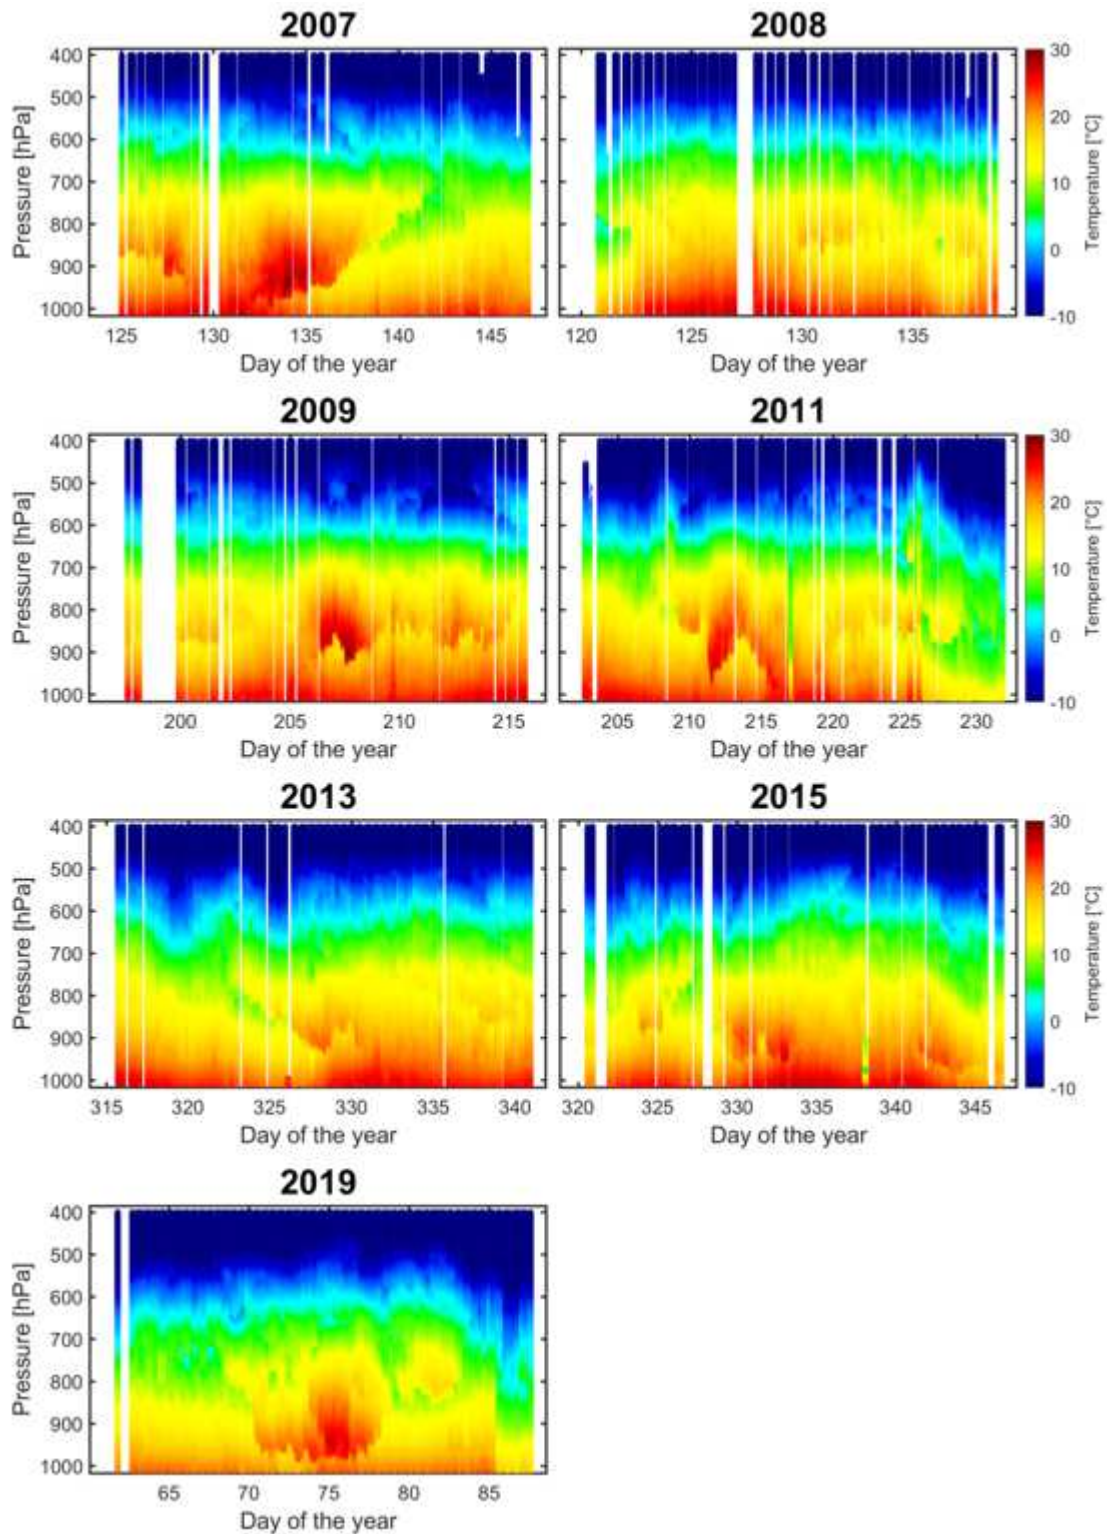 2007 2008
400
500
600
700
800
900
1000
Pressure [hPa]
125 130 135 140 145
Day of the year
120 125 130 135
Day of the year
30
20
10
0
-10
Temperature [°C]
2009 2011
400
500
600
700
800
900
1000
Pressure [hPa]
200 205 210 215
Day of the year
205 210 215 220 225 230
Day of the year
30
20
10
0
-10
Temperature [°C]
2013 2015
400
500
600
700
800
900
1000
Pressure [hPa]
315 320 325 330 335 340
Day of the year
320 325 330 335 340 345
Day of the year
30
20
10
0
-10
Temperature [°C]
2019
400
500
600
700
800
900
1000
Pressure [hPa]
65 70 75 80 85
Day of the year